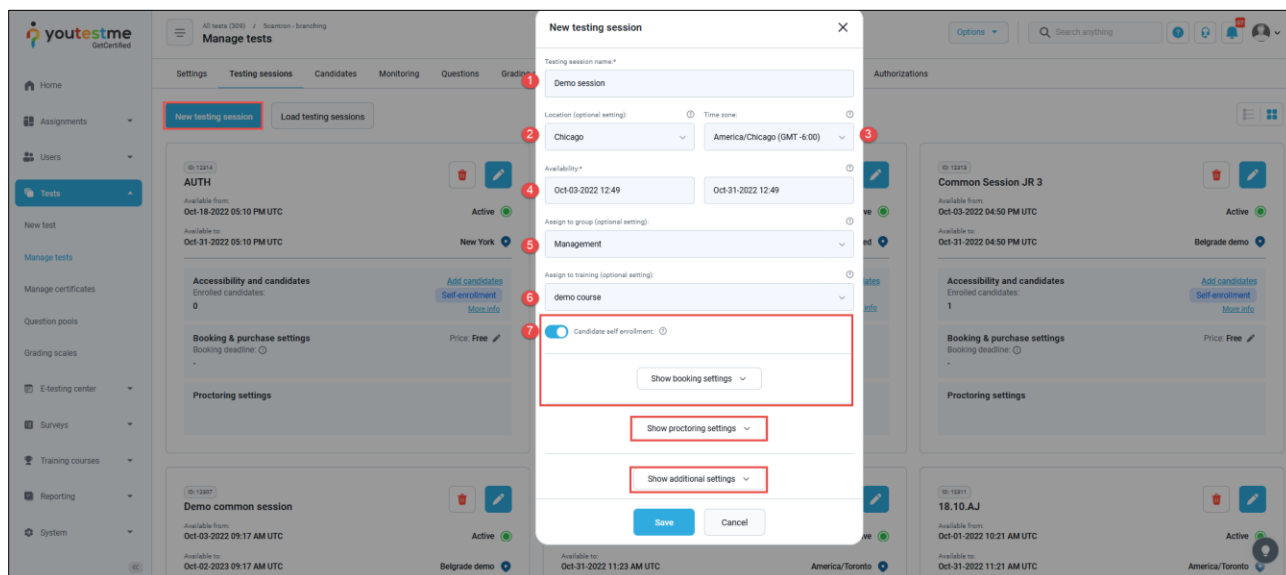 youtestme
GetCertified
All tests (309) / Scantron - branching
Manage tests
Options
Search anything
Settings Testing sessions Candidates Monitoring Questions Grading Authorizations
New testing session Load testing sessions
Home
Assignments
Users
Tests
New test
Manage tests
Manage certificates
Question pools
Grading scales
E-testing center
Surveys
Training courses
Reporting
System
ID: 12314
AUTH
Available from:
Oct-18-2022 05:10 PM UTC Active
Available to:
Oct-31-2022 05:10 PM UTC New York
Accessibility and candidates Add candidates
Enrolled candidates: Self-enrollment
0 More info
Booking & purchase settings Price: Free
Booking deadline:
-
Proctoring settings
ID: 12307
Demo common session
Available from:
Oct-03-2022 09:17 AM UTC Active
Available to:
Oct-02-2023 09:17 AM UTC Belgrade demo
New testing session
Testing session name:*
1 Demo session
Location (optional setting): Time zone:
2 Chicago America/Chicago (GMT -6:00) 3
Availability:*
4 Oct-03-2022 12:49 Oct-31-2022 12:49
Assign to group (optional setting):
5 Management
Assign to training (optional setting):
6 demo course
7 Candidate self enrollment:
Show booking settings
Show proctoring settings
Show additional settings
Save Cancel
Available to:
Oct-31-2022 11:23 AM UTC America/Toronto
ID: 12313
Common Session JR 3
Available from:
Oct-03-2022 04:50 PM UTC Active
Available to:
Oct-31-2022 04:50 PM UTC Belgrade demo
Accessibility and candidates Add candidates
Enrolled candidates: Self-enrollment
1 More info
Booking & purchase settings Price: Free
Booking deadline:
-
Proctoring settings
ID: 12311
18.10.AJ
Available from:
Oct-01-2022 10:21 AM UTC Active
Available to:
Oct-31-2022 11:21 AM UTC America/Toronto